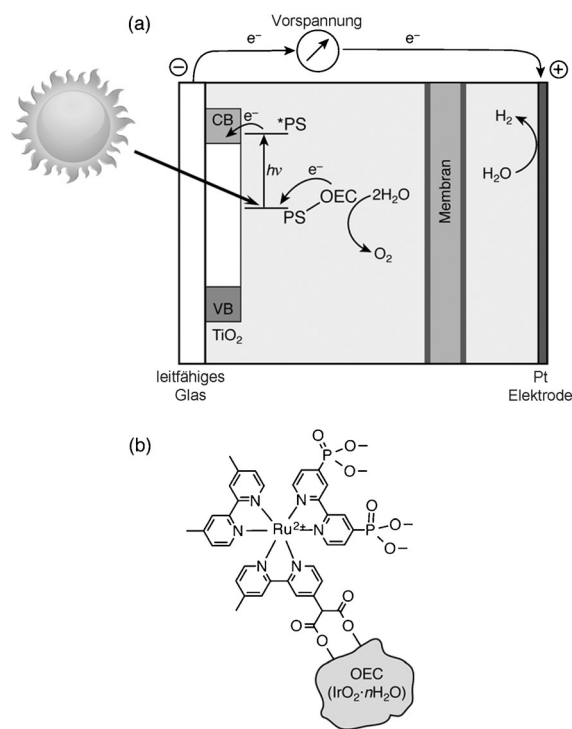 (a)
Vorspannung
e⁻
e⁻
⊖
⊕
CB
e⁻
*PS
H₂
hν
e⁻
OEC
2H₂O
H₂O
PS
Membran
O₂
VB
TiO₂
leitfähiges
Glas
Pt
Elektrode
(b)
O
O−
P
O−
N
N
O
O−
N
Ru²⁺
N
P
O−
N
N
O
O
O
O
OEC
(IrO₂·nH₂O)